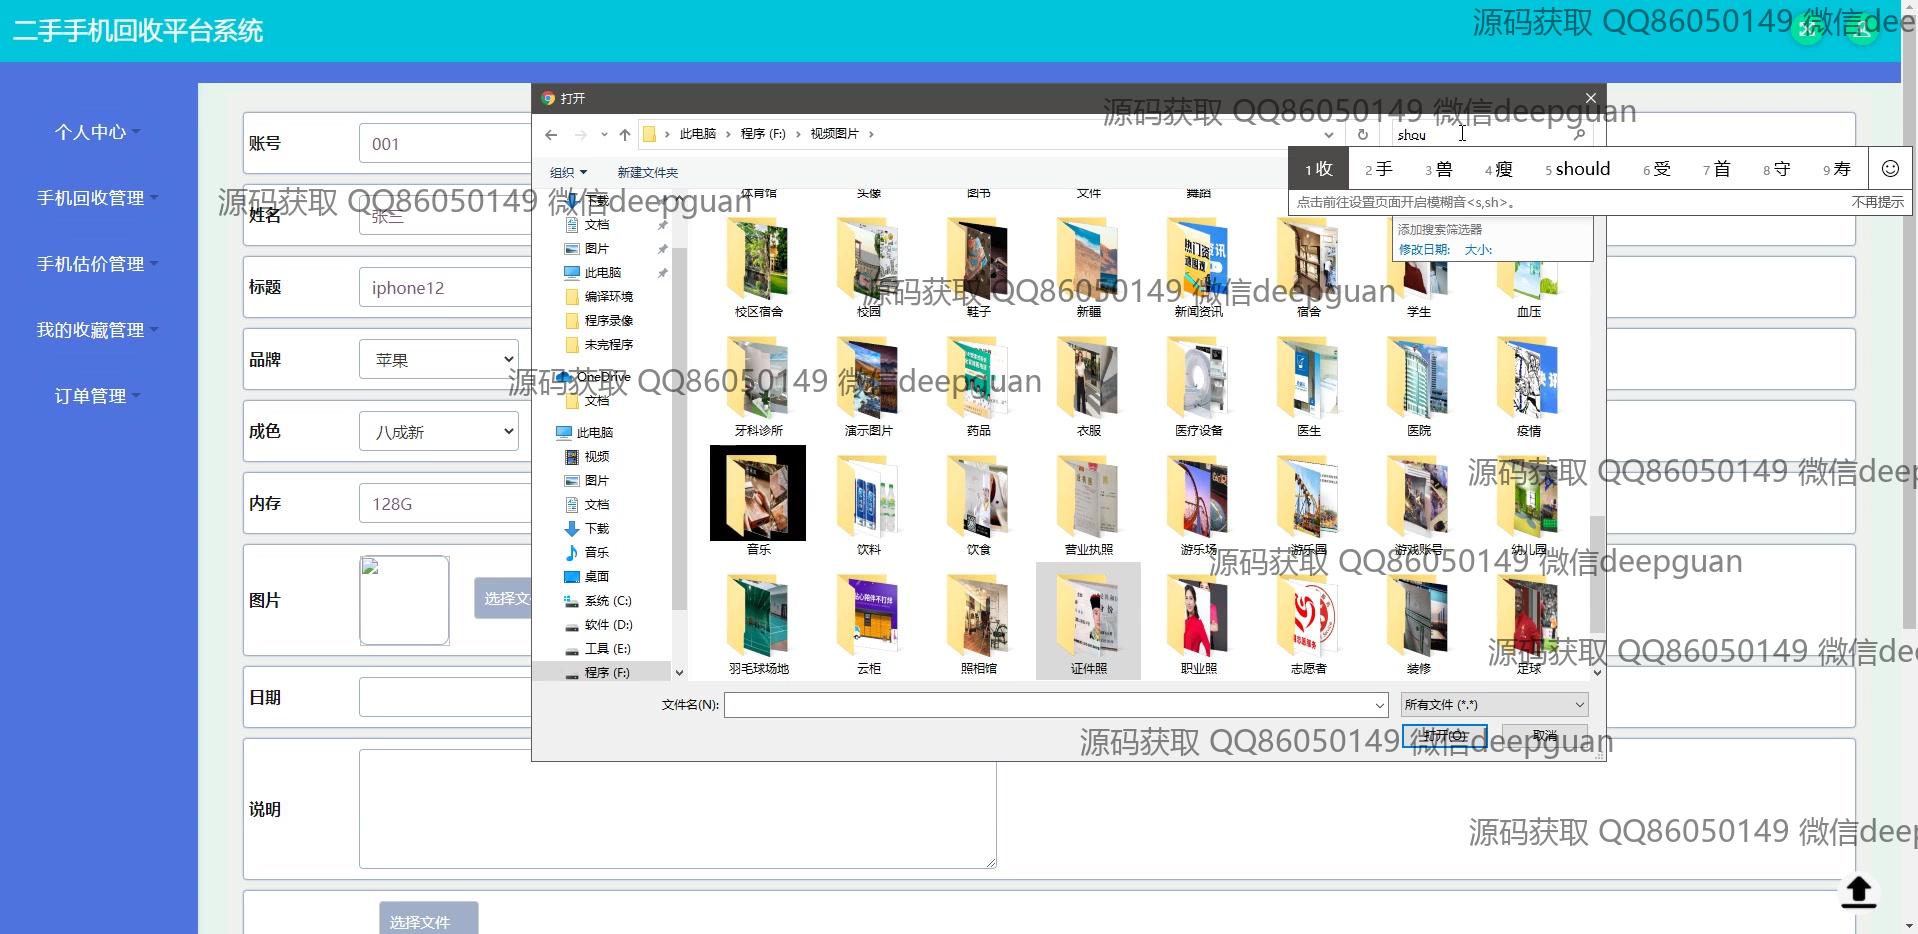 二手手机回收平台系统
源码获取 QQ86050149 微信dee
个人中心
手机回收管理
手机估价管理
我的收藏管理
订单管理
账号
001
姓名
张三
标题
iphone12
品牌
苹果
成色
八成新
内存
128G
图片
选择文
日期
说明
选择文件
打开
源码获取 QQ86050149 微信deepguan
此电脑
程序 (F:)
视频图片
shou
1 收 2 手 3 兽 4 瘦 5 should 6 受 7 首 8 守 9 寿
点击前往设置页面开启模糊音<s,sh>。
不再提示
添加搜索筛选器
修改日期: 大小:
组织
新建文件夹
源码获取 QQ86050149 微信deepguan
下载
文档
图片
此电脑
编译环境
程序录像
未完程序
OneDrive
文档
此电脑
视频
图片
文档
下载
音乐
桌面
系统 (C:)
软件 (D:)
工具 (E:)
程序 (F:)
体育馆 头像 图书 文件 舞蹈
源码获取 QQ86050149 微信deepguan
校区宿舍 校园 鞋子 新疆 新闻资讯 宿舍 学生 血压
源码获取 QQ86050149 微信deepguan
牙科诊所 演示图片 药品 衣服 医疗设备 医生 医院 疫情
源码获取 QQ86050149 微信deep
音乐 饮料 饮食 营业执照 游乐场 游乐园 游戏账号 幼儿园
源码获取 QQ86050149 微信deepguan
源码获取 QQ86050149 微信dee
羽毛球场地 云柜 照相馆 证件照 职业照 志愿者 装修 足球
文件名(N):
所有文件 (*.*)
打开(O)
取消
源码获取 QQ86050149 微信deepguan
源码获取 QQ86050149 微信deep